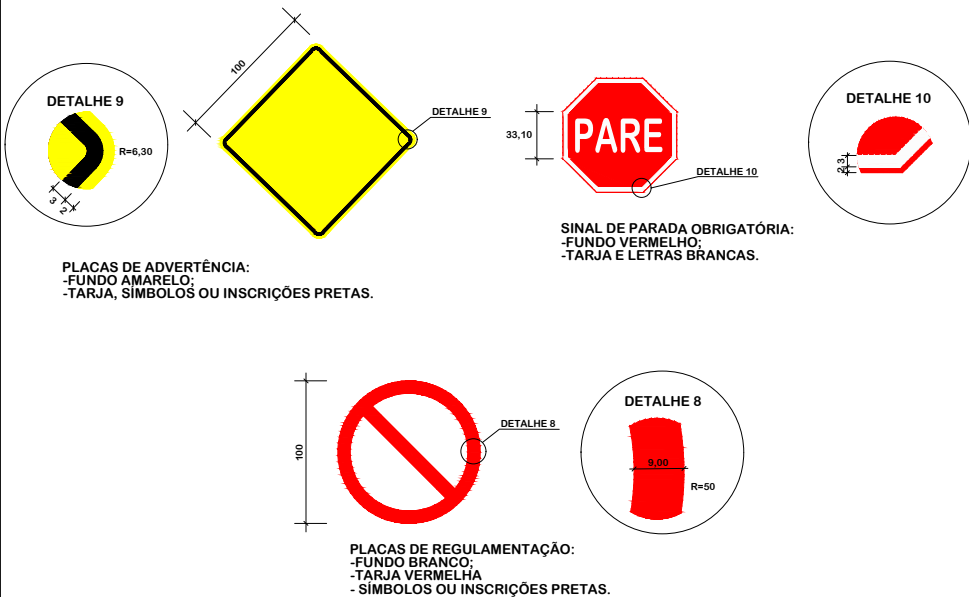 100
DETALHE 9
R=6,30
3
2
DETALHE 9
PLACAS DE ADVERTÊNCIA:
-FUNDO AMARELO;
-TARJA, SÍMBOLOS OU INSCRIÇÕES PRETAS.
33,10
PARE
DETALHE 10
DETALHE 10
2 3
SINAL DE PARADA OBRIGATÓRIA:
-FUNDO VERMELHO;
-TARJA E LETRAS BRANCAS.
100
DETALHE 8
DETALHE 8
9,00
R=50
PLACAS DE REGULAMENTAÇÃO:
-FUNDO BRANCO;
-TARJA VERMELHA
- SÍMBOLOS OU INSCRIÇÕES PRETAS.